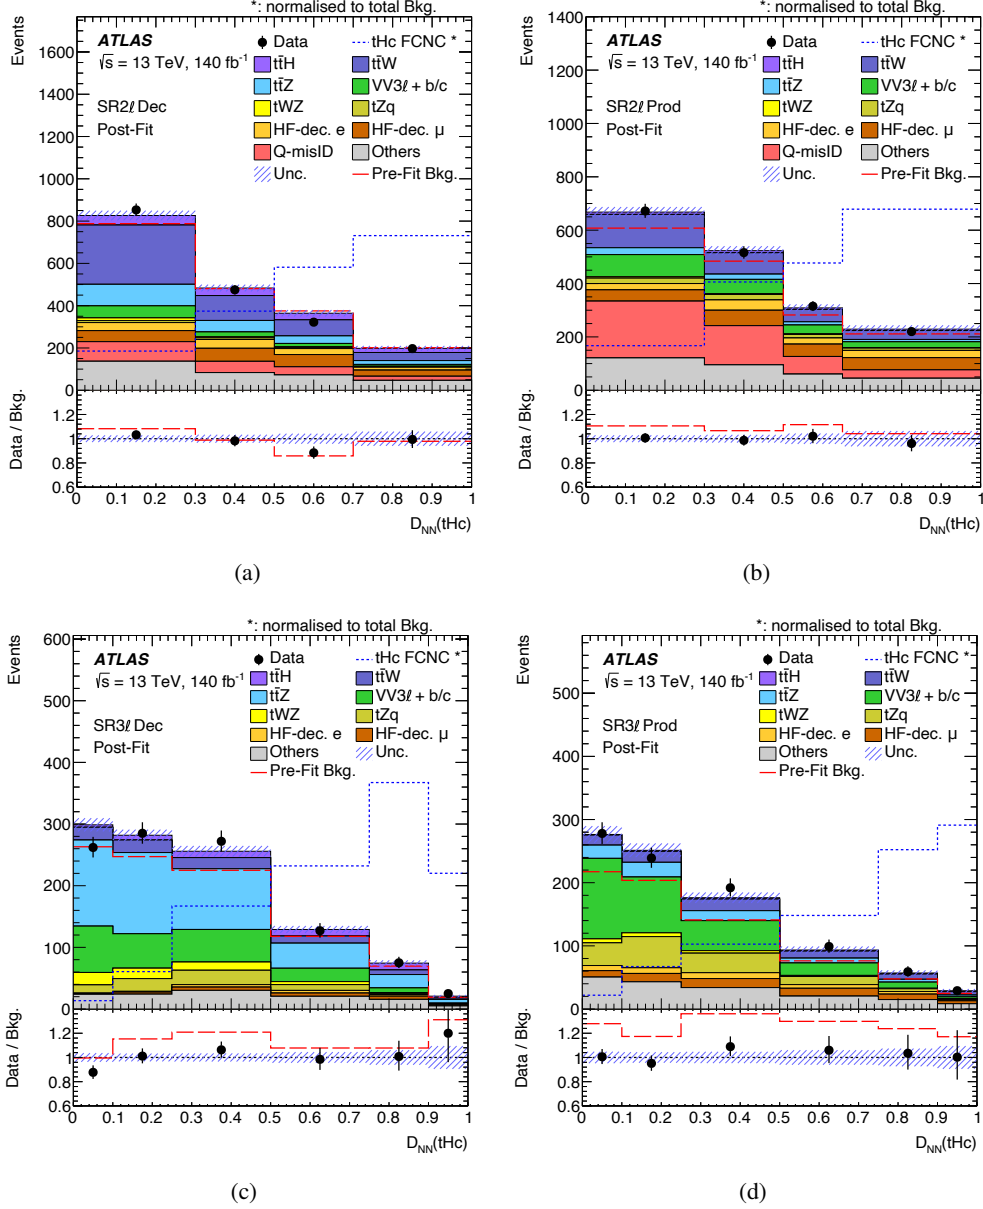 *: normalised to total Bkg.
Events
1600
1400
1200
1000
800
600
400
200
0
ATLAS
√s = 13 TeV, 140 fb⁻¹
SR2ℓ Dec
Post-Fit
Data
tHc FCNC *
tt̄H
tt̄W
tt̄Z
VV3ℓ + b/c
tWZ
tZq
HF-dec. e
HF-dec. μ
Q-misID
Others
Unc.
Pre-Fit Bkg.
Data / Bkg.
1.2
1
0.8
0.6
0 0.1 0.2 0.3 0.4 0.5 0.6 0.7 0.8 0.9 1
D_NN(tHc)
(a)
*: normalised to total Bkg.
Events
1400
1200
1000
800
600
400
200
0
ATLAS
√s = 13 TeV, 140 fb⁻¹
SR2ℓ Prod
Post-Fit
Data
tHc FCNC *
tt̄H
tt̄W
tt̄Z
VV3ℓ + b/c
tWZ
tZq
HF-dec. e
HF-dec. μ
Q-misID
Others
Unc.
Pre-Fit Bkg.
Data / Bkg.
1.2
1
0.8
0.6
0 0.1 0.2 0.3 0.4 0.5 0.6 0.7 0.8 0.9 1
D_NN(tHc)
(b)
*: normalised to total Bkg.
Events
600
500
400
300
200
100
0
ATLAS
√s = 13 TeV, 140 fb⁻¹
SR3ℓ Dec
Post-Fit
Data
tHc FCNC *
tt̄H
tt̄W
tt̄Z
VV3ℓ + b/c
tWZ
tZq
HF-dec. e
HF-dec. μ
Others
Unc.
Pre-Fit Bkg.
Data / Bkg.
1.2
1
0.8
0.6
0 0.1 0.2 0.3 0.4 0.5 0.6 0.7 0.8 0.9 1
D_NN(tHc)
(c)
*: normalised to total Bkg.
Events
500
400
300
200
100
0
ATLAS
√s = 13 TeV, 140 fb⁻¹
SR3ℓ Prod
Post-Fit
Data
tHc FCNC *
tt̄H
tt̄W
tt̄Z
VV3ℓ + b/c
tWZ
tZq
HF-dec. e
HF-dec. μ
Others
Unc.
Pre-Fit Bkg.
Data / Bkg.
1.2
1
0.8
0.6
0 0.1 0.2 0.3 0.4 0.5 0.6 0.7 0.8 0.9 1
D_NN(tHc)
(d)